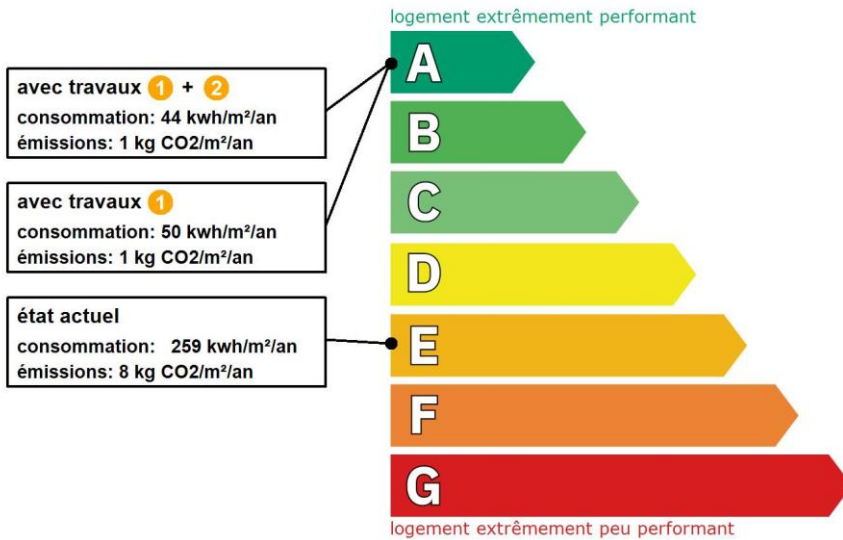 logement extrêmement performant
avec travaux 1 + 2
consommation: 44 kwh/m²/an
émissions: 1 kg CO2/m²/an
avec travaux 1
consommation: 50 kwh/m²/an
émissions: 1 kg CO2/m²/an
état actuel
consommation: 259 kwh/m²/an
émissions: 8 kg CO2/m²/an
A
B
C
D
E
F
G
logement extrêmement peu performant